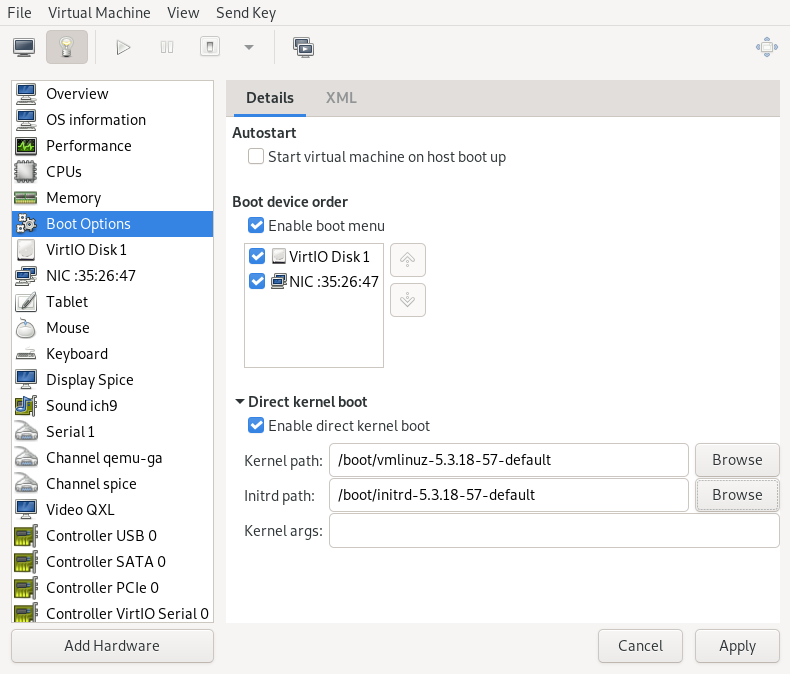 File Virtual Machine View Send Key
Overview
OS information
Performance
CPUs
Memory
Boot Options
VirtIO Disk 1
NIC :35:26:47
Tablet
Mouse
Keyboard
Display Spice
Sound ich9
Serial 1
Channel qemu-ga
Channel spice
Video QXL
Controller USB 0
Controller SATA 0
Controller PCIe 0
Controller VirtIO Serial 0
Add Hardware
Details XML
Autostart
Start virtual machine on host boot up
Boot device order
Enable boot menu
VirtIO Disk 1
NIC :35:26:47
Direct kernel boot
Enable direct kernel boot
Kernel path: /boot/vmlinuz-5.3.18-57-default Browse
Initrd path: /boot/initrd-5.3.18-57-default Browse
Kernel args:
Cancel Apply